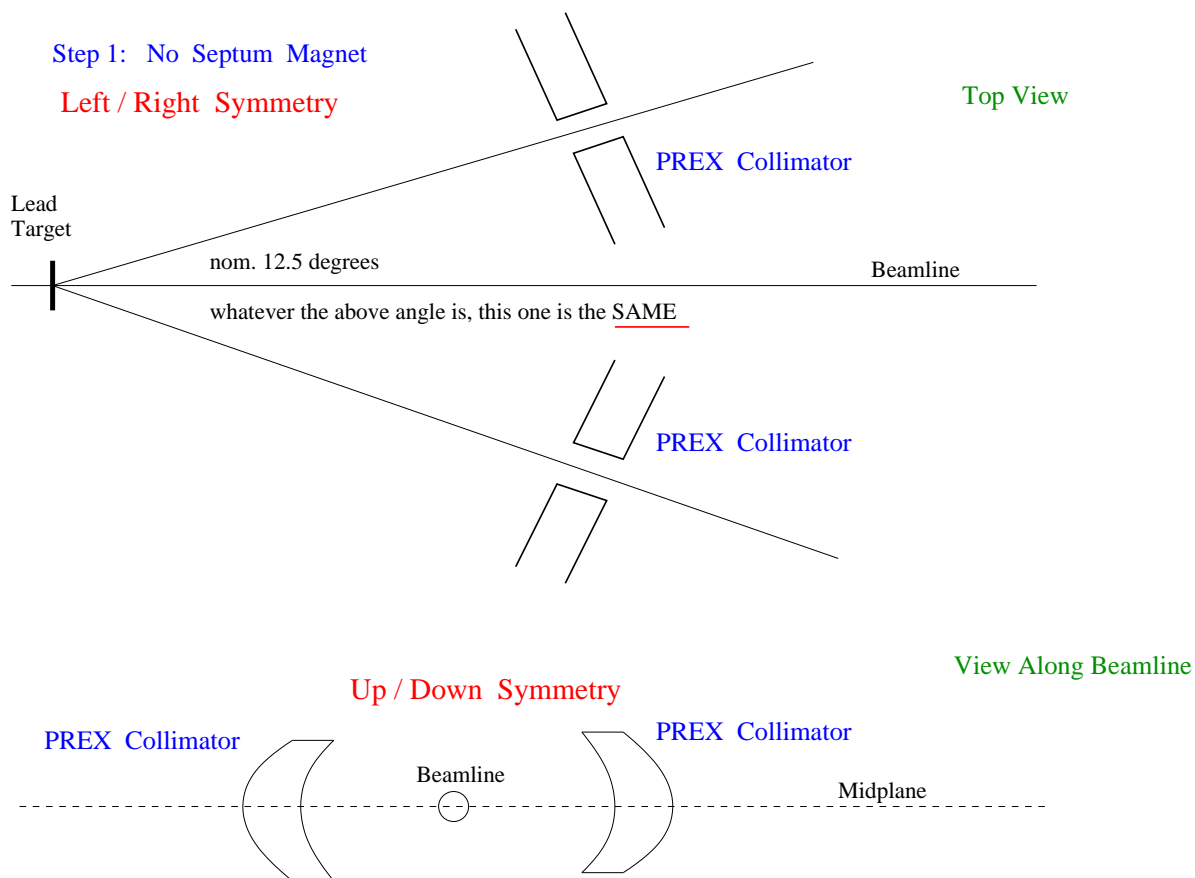 Step 1: No Septum Magnet
Left / Right Symmetry
Top View
PREX Collimator
Lead
Target
nom. 12.5 degrees
Beamline
whatever the above angle is, this one is the SAME
PREX Collimator
View Along Beamline
Up / Down Symmetry
PREX Collimator
PREX Collimator
Beamline
Midplane